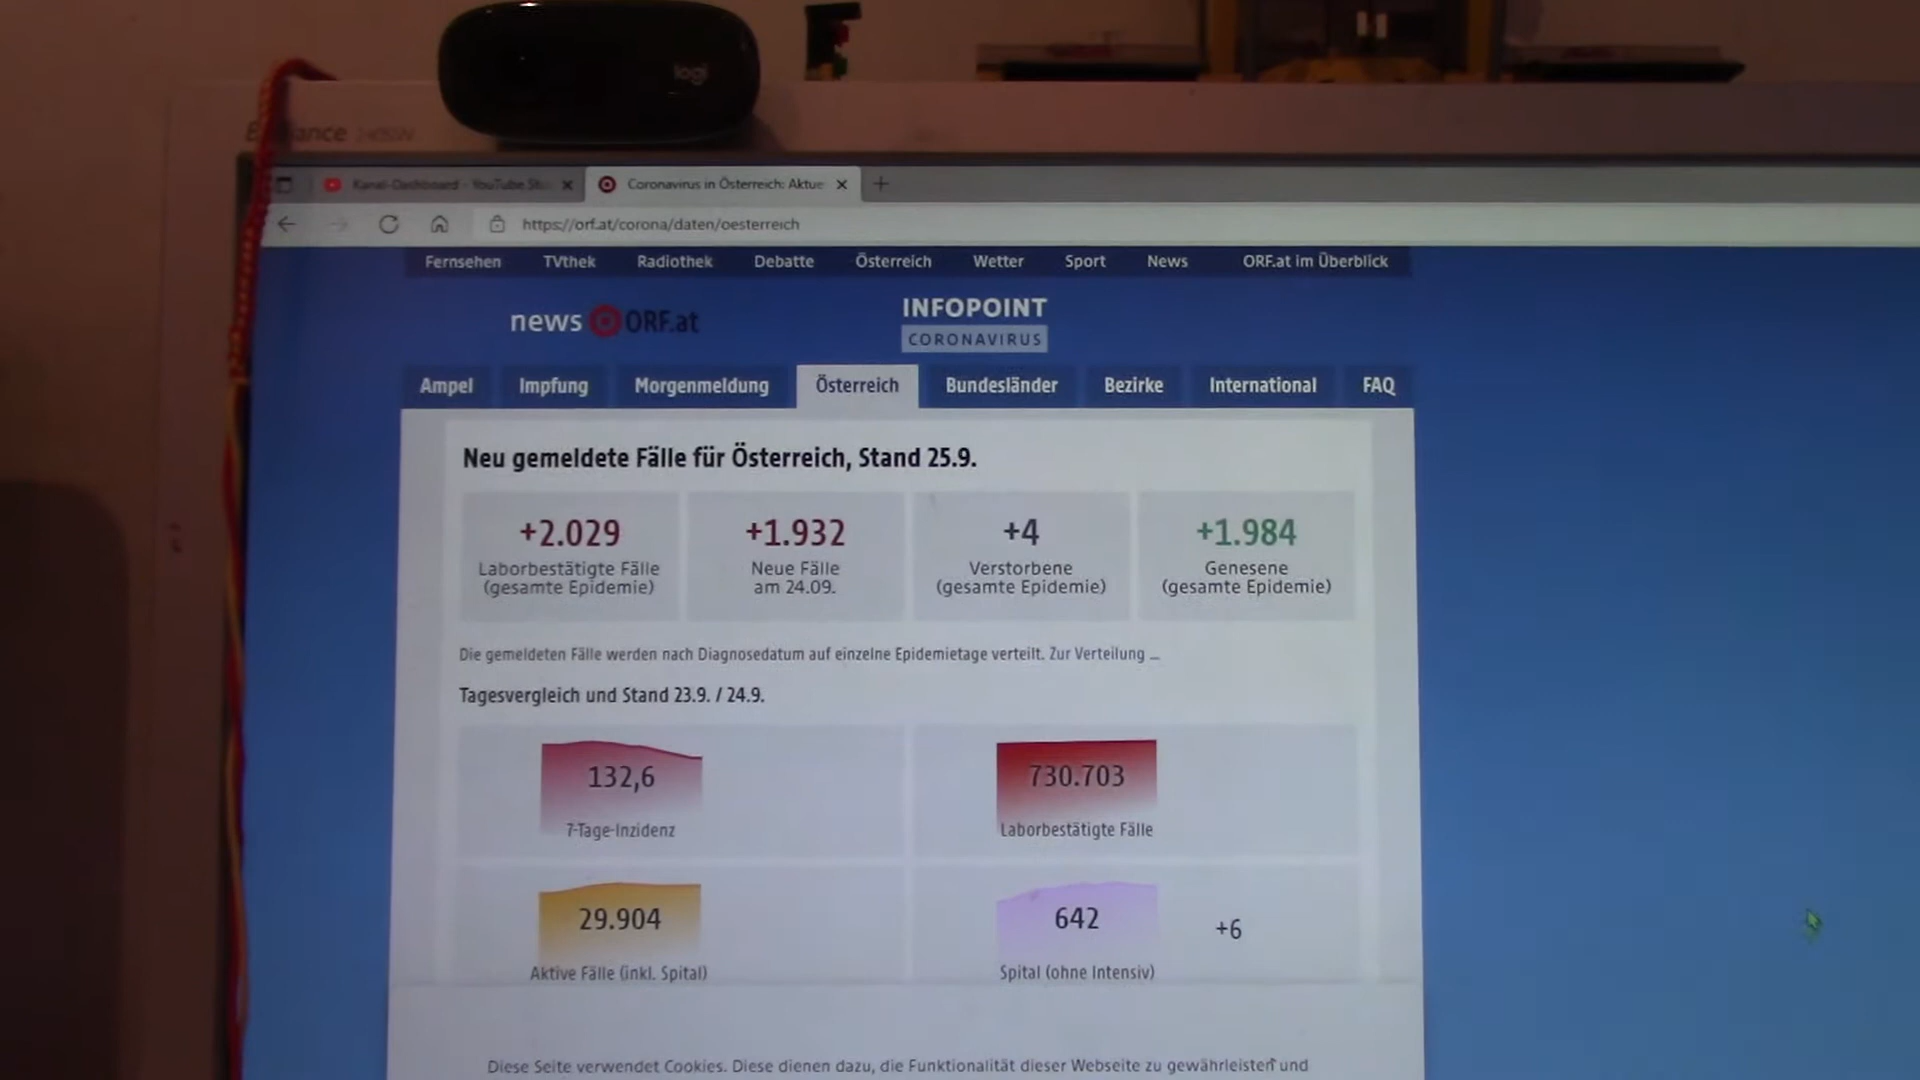 logi
Kanal-Dashboard - YouTube Stu
Coronavirus in Österreich: Aktue
https://orf.at/corona/daten/oesterreich
Fernsehen TVthek Radiothek Debatte Österreich Wetter Sport News ORF.at im Überblick
news ORF.at
INFOPOINT
CORONAVIRUS
Ampel Impfung Morgenmeldung Österreich Bundesländer Bezirke International FAQ
Neu gemeldete Fälle für Österreich, Stand 25.9.
+2.029 +1.932 +4 +1.984
Laborbestätigte Fälle Neue Fälle Verstorbene Genesene
(gesamte Epidemie) am 24.09. (gesamte Epidemie) (gesamte Epidemie)
Die gemeldeten Fälle werden nach Diagnosedatum auf einzelne Epidemietage verteilt. Zur Verteilung ...
Tagesvergleich und Stand 23.9. / 24.9.
132,6 730.703
7-Tage-Inzidenz Laborbestätigte Fälle
29.904 642 +6
Aktive Fälle (inkl. Spital) Spital (ohne Intensiv)
Diese Seite verwendet Cookies. Diese dienen dazu, die Funktionalität dieser Webseite zu gewährleisten und